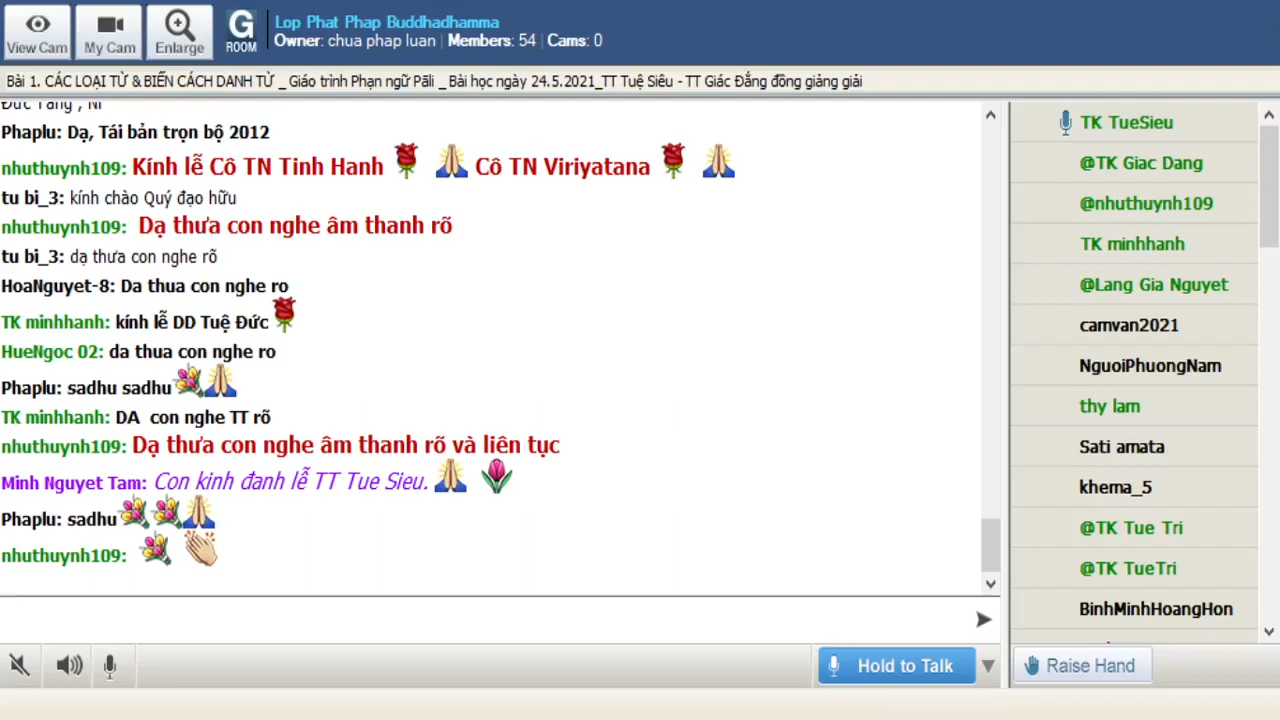 View Cam
My Cam
Enlarge
G
ROOM
Lop Phat Phap Buddhadhamma
Owner: chua phap luan | Members: 54 | Cams: 0
Bài 1. CÁC LOẠI TỪ & BIẾN CÁCH DANH TỪ _ Giáo trình Phạn ngữ Pāli _ Bài học ngày 24.5.2021_TT Tuệ Siêu - TT Giác Đẳng đồng giảng giải
Phaplu: Dạ, Tái bản trọn bộ 2012
nhuthuynh109: Kính lễ Cô TN Tinh Hanh Cô TN Viriyatana
tu bi_3: kính chào Quý đạo hữu
nhuthuynh109: Dạ thưa con nghe âm thanh rõ
tu bi_3: dạ thưa con nghe rõ
HoaNguyet-8: Da thua con nghe ro
TK minhhanh: kính lễ DD Tuệ Đức
HueNgoc 02: da thua con nghe ro
Phaplu: sadhu sadhu
TK minhhanh: DA con nghe TT rõ
nhuthuynh109: Dạ thưa con nghe âm thanh rõ và liên tục
Minh Nguyet Tam: Con kinh đanh lễ TT Tue Sieu.
Phaplu: sadhu
nhuthuynh109:
Hold to Talk
TK TueSieu
@TK Giac Dang
@nhuthuynh109
TK minhhanh
@Lang Gia Nguyet
camvan2021
NguoiPhuongNam
thy lam
Sati amata
khema_5
@TK Tue Tri
@TK TueTri
BinhMinhHoangHon
Raise Hand